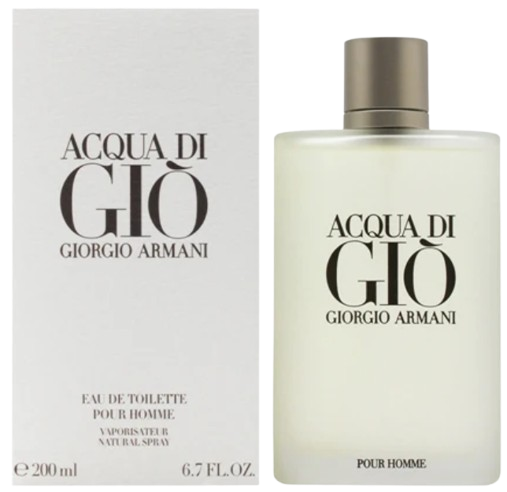 ACQUA DI
GIÒ
GIORGIO ARMANI
EAU DE TOILETTE
POUR HOMME
VAPORISATEUR
NATURAL SPRAY
℮ 200 ml 6.7 FL.OZ.
ACQUA DI
GIÒ
GIORGIO ARMANI
POUR HOMME